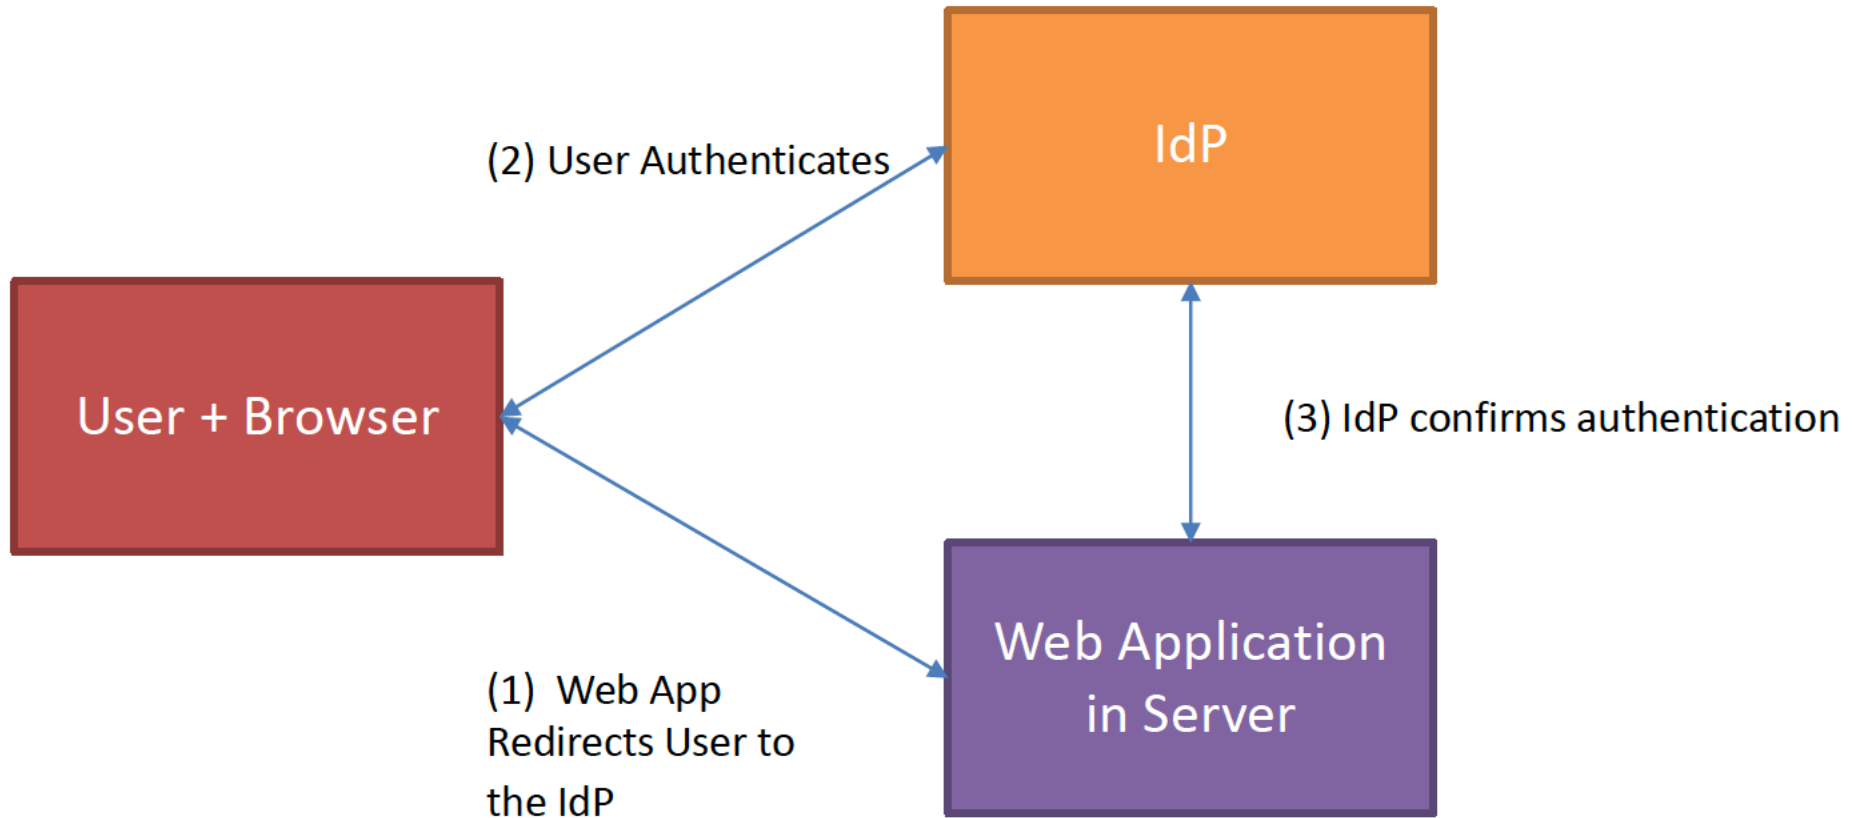 IdP
(2) User Authenticates
User + Browser
(3) IdP confirms authentication
Web Application
in Server
(1) Web App
Redirects User to
the IdP